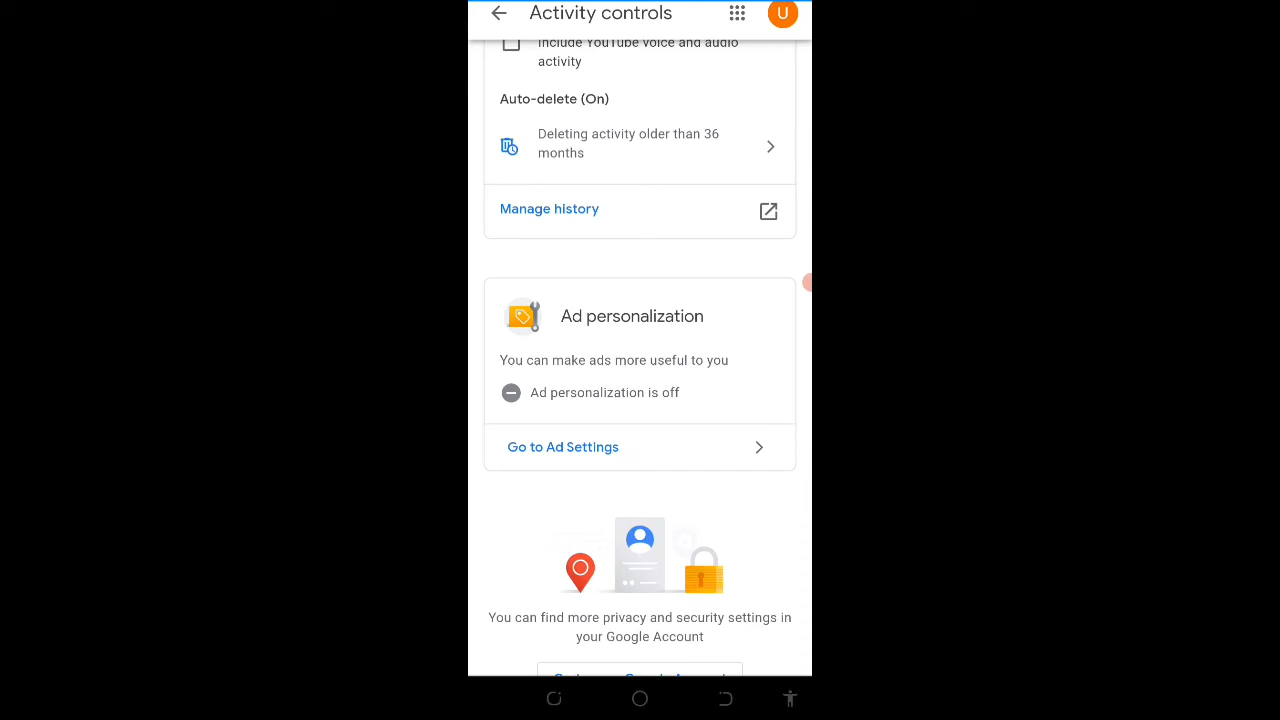 Activity controls
U
Include YouTube voice and audio
activity
Auto-delete (On)
Deleting activity older than 36
months
Manage history
Ad personalization
You can make ads more useful to you
Ad personalization is off
Go to Ad Settings
You can find more privacy and security settings in
your Google Account